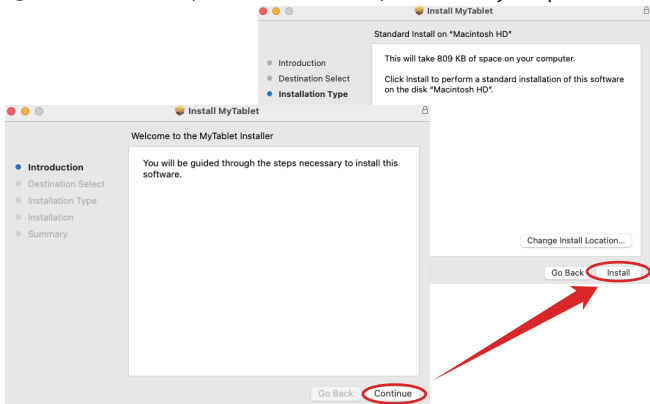 Install MyTablet
Standard Install on "Macintosh HD"
Introduction
Destination Select
Installation Type
This will take 809 KB of space on your computer.
Click Install to perform a standard installation of this software
on the disk "Macintosh HD".
Change Install Location...
Go Back
Install
Install MyTablet
Welcome to the MyTablet Installer
Introduction
Destination Select
Installation Type
Installation
Summary
You will be guided through the steps necessary to install this
software.
Go Back
Continue